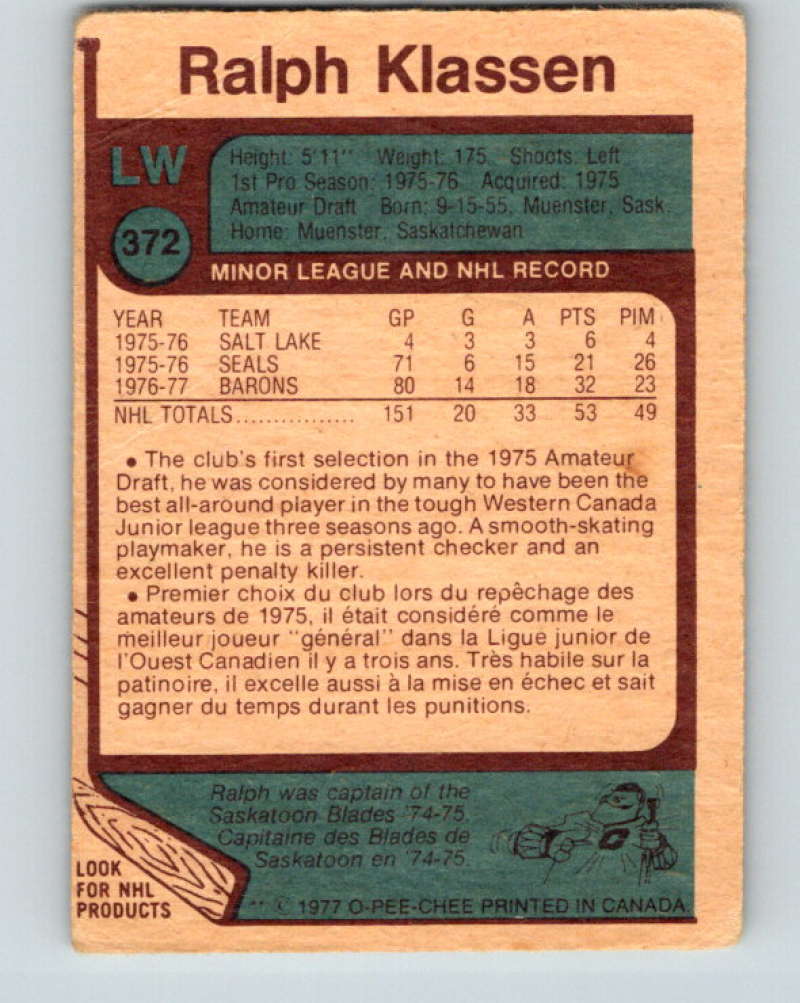 Ralph Klassen
LW
Height: 5'11" Weight: 175 Shoots: Left
1st Pro Season: 1975-76 Acquired: 1975
Amateur Draft Born: 9-15-55, Muenster, Sask.
Home: Muenster, Saskatchewan
372
MINOR LEAGUE AND NHL RECORD
YEAR TEAM GP G A PTS PIM
1975-76 SALT LAKE 4 3 3 6 4
1975-76 SEALS 71 6 15 21 26
1976-77 BARONS 80 14 18 32 23
NHL TOTALS................ 151 20 33 53 49
• The club's first selection in the 1975 Amateur
Draft, he was considered by many to have been the
best all-around player in the tough Western Canada
Junior league three seasons ago. A smooth-skating
playmaker, he is a persistent checker and an
excellent penalty killer.
• Premier choix du club lors du repêchage des
amateurs de 1975, il était considéré comme le
meilleur joueur "général" dans la Ligue junior de
l'Ouest Canadien il y a trois ans. Très habile sur la
patinoire, il excelle aussi à la mise en échec et sait
gagner du temps durant les punitions.
Ralph was captain of the
Saskatoon Blades '74-75.
Capitaine des Blades de
Saskatoon en '74-75.
C
LOOK
FOR NHL
PRODUCTS
** © 1977 O-PEE-CHEE PRINTED IN CANADA